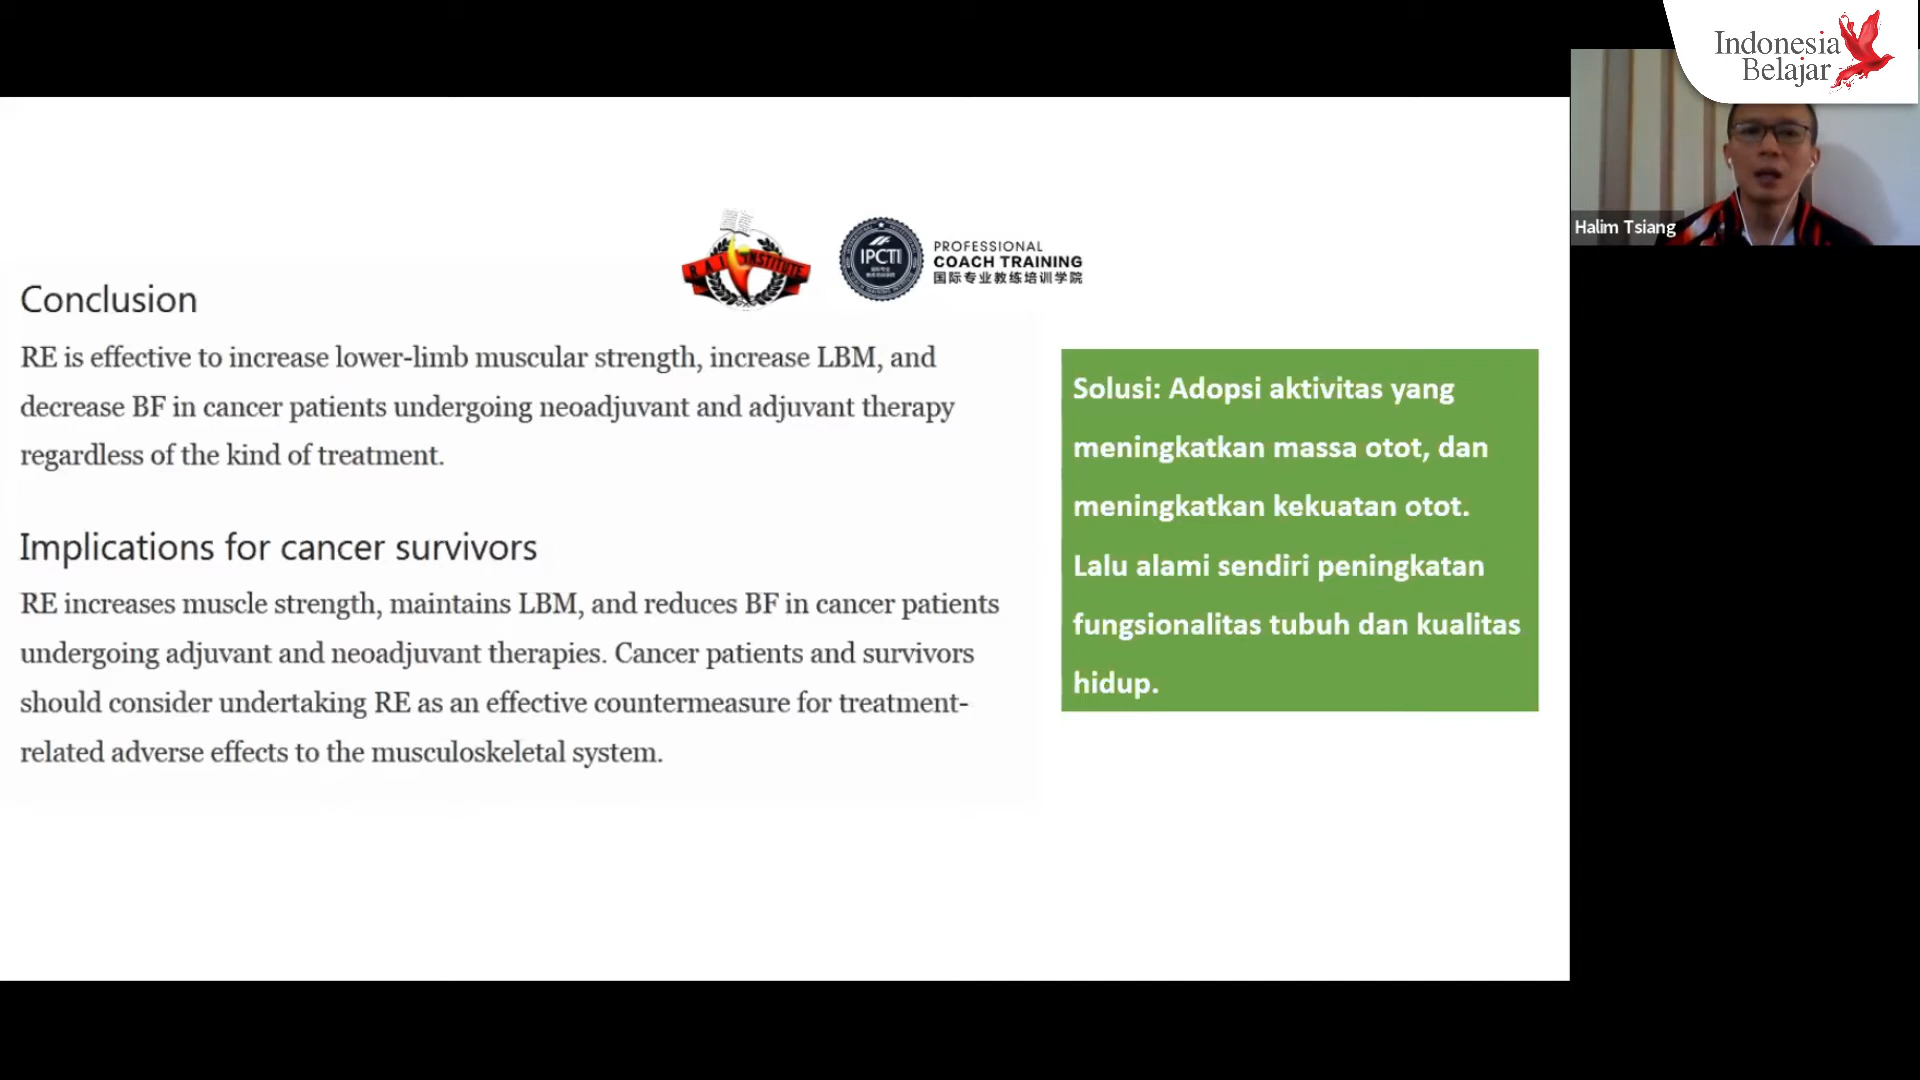 Indonesia
Belajar
Halim Tsiang
RAI INSTITUTE
IPCTI
PROFESSIONAL
COACH TRAINING
国际专业教练培训学院
Conclusion
RE is effective to increase lower-limb muscular strength, increase LBM, and
decrease BF in cancer patients undergoing neoadjuvant and adjuvant therapy
regardless of the kind of treatment.
Implications for cancer survivors
RE increases muscle strength, maintains LBM, and reduces BF in cancer patients
undergoing adjuvant and neoadjuvant therapies. Cancer patients and survivors
should consider undertaking RE as an effective countermeasure for treatment-
related adverse effects to the musculoskeletal system.
Solusi: Adopsi aktivitas yang
meningkatkan massa otot, dan
meningkatkan kekuatan otot.
Lalu alami sendiri peningkatan
fungsionalitas tubuh dan kualitas
hidup.